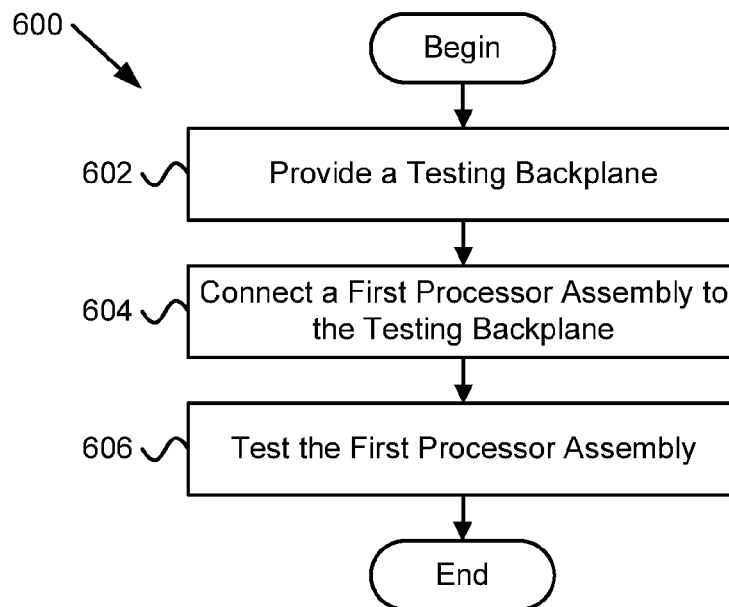 600
Begin
602
Provide a Testing Backplane
604
Connect a First Processor Assembly to
the Testing Backplane
606
Test the First Processor Assembly
End